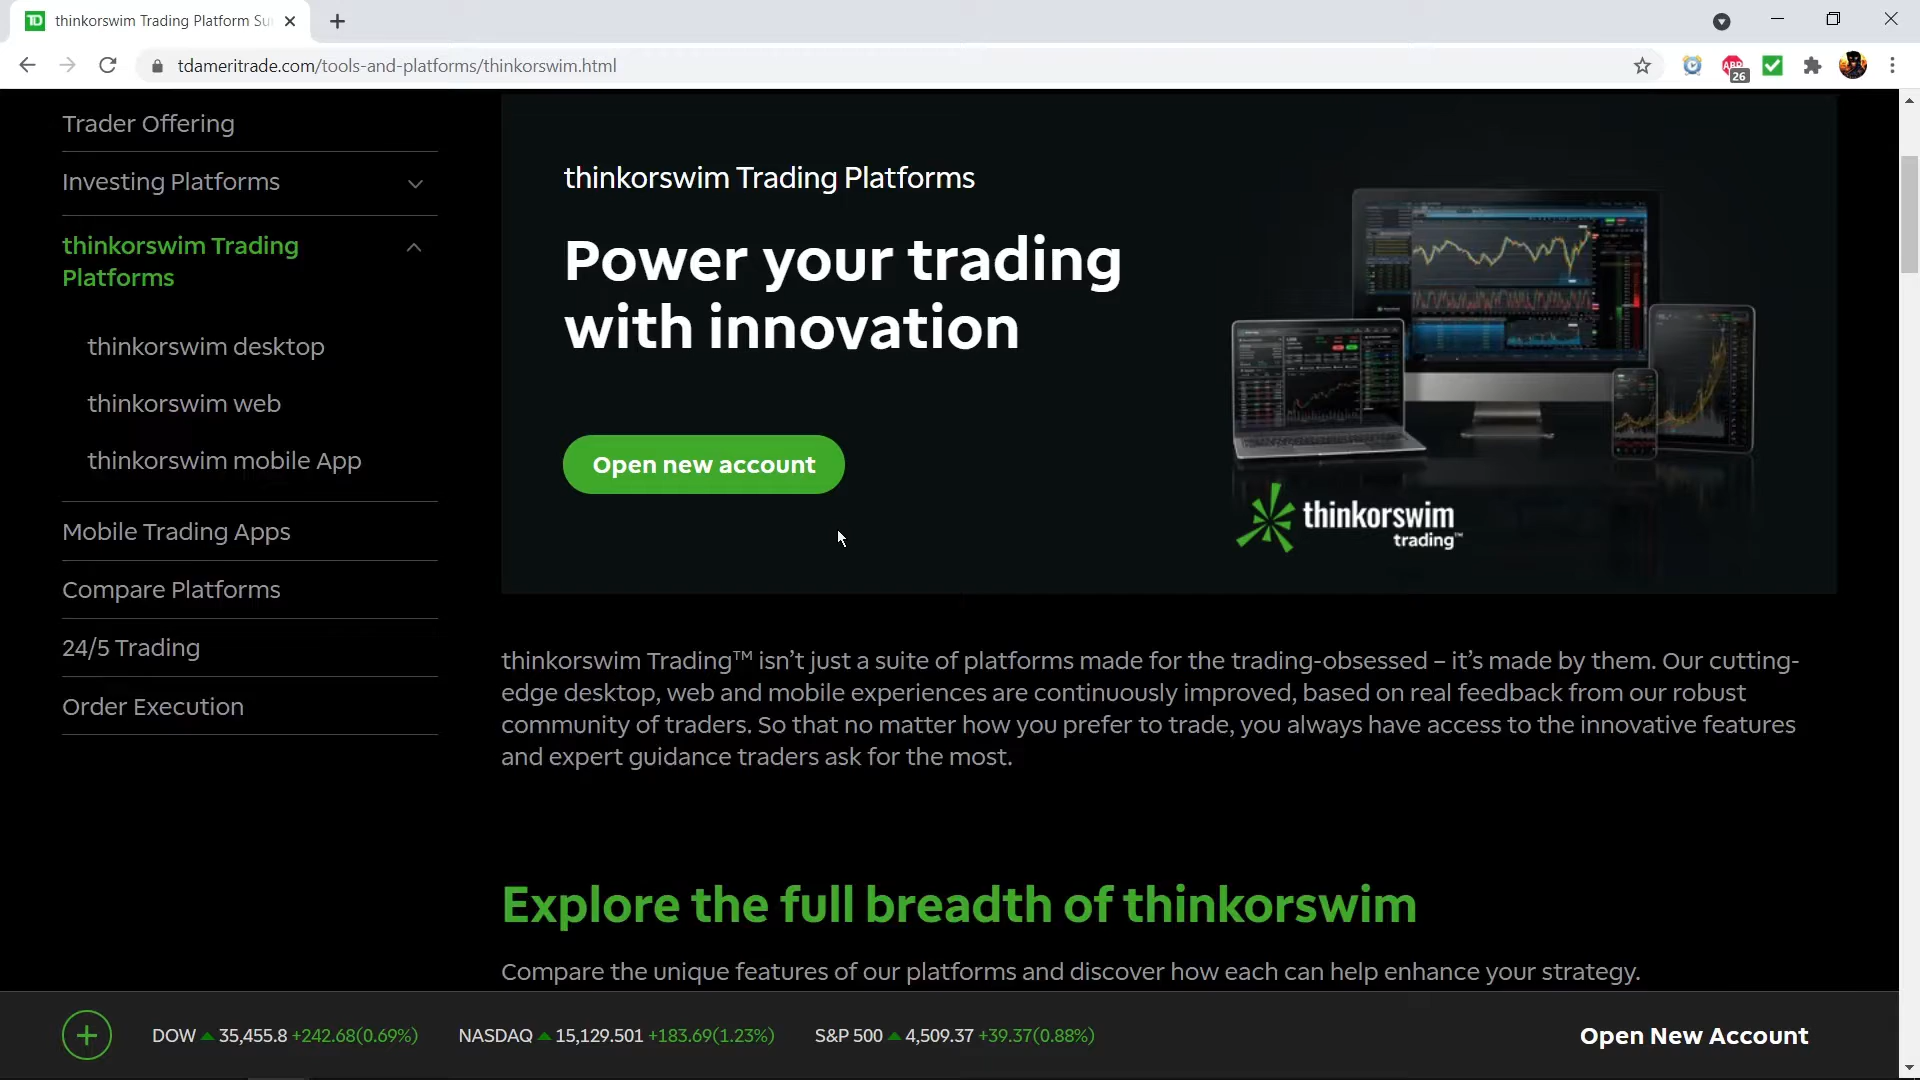 thinkorswim Trading Platform Su
tdameritrade.com/tools-and-platforms/thinkorswim.html
ABP
26
Trader Offering
Investing Platforms
thinkorswim Trading
Platforms
thinkorswim desktop
thinkorswim web
thinkorswim mobile App
Mobile Trading Apps
Compare Platforms
24/5 Trading
Order Execution
thinkorswim Trading Platforms
Power your trading
with innovation
Open new account
thinkorswim
trading™
thinkorswim Trading™ isn’t just a suite of platforms made for the trading-obsessed – it’s made by them. Our cutting-
edge desktop, web and mobile experiences are continuously improved, based on real feedback from our robust
community of traders. So that no matter how you prefer to trade, you always have access to the innovative features
and expert guidance traders ask for the most.
Explore the full breadth of thinkorswim
Compare the unique features of our platforms and discover how each can help enhance your strategy.
DOW 35,455.8 +242.68(0.69%) NASDAQ 15,129.501 +183.69(1.23%) S&P 500 4,509.37 +39.37(0.88%) Open New Account